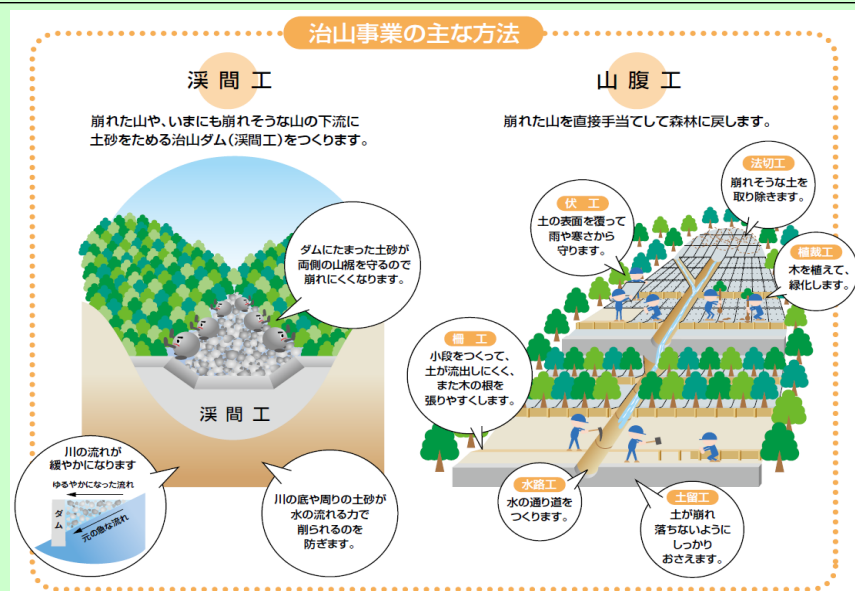 治山事業の主な方法
渓間工
崩れた山や、いまにも崩れそうな山の下流に
土砂をためる治山ダム(渓間工)をつくります。
ダムにたまった土砂が
両側の山裾を守るので
崩れにくくなります。
渓間工
川の流れが
緩やかになります
ゆるやかになった流れ
ダム
元の急な流れ
川の底や周りの土砂が
水の流れる力で
削られるのを
防ぎます。
山腹工
崩れた山を直接手当てして森林に戻します。
法切工
崩れそうな土を
取り除きます。
伏工
土の表面を覆って
雨や寒さから
守ります。
植栽工
木を植えて、
緑化します。
柵工
小段をつくって、
土が流出しにくく、
また木の根を
張りやすくします。
水路工
水の通り道を
つくります。
土留工
土が崩れ
落ちないように
しっかり
おさえます。